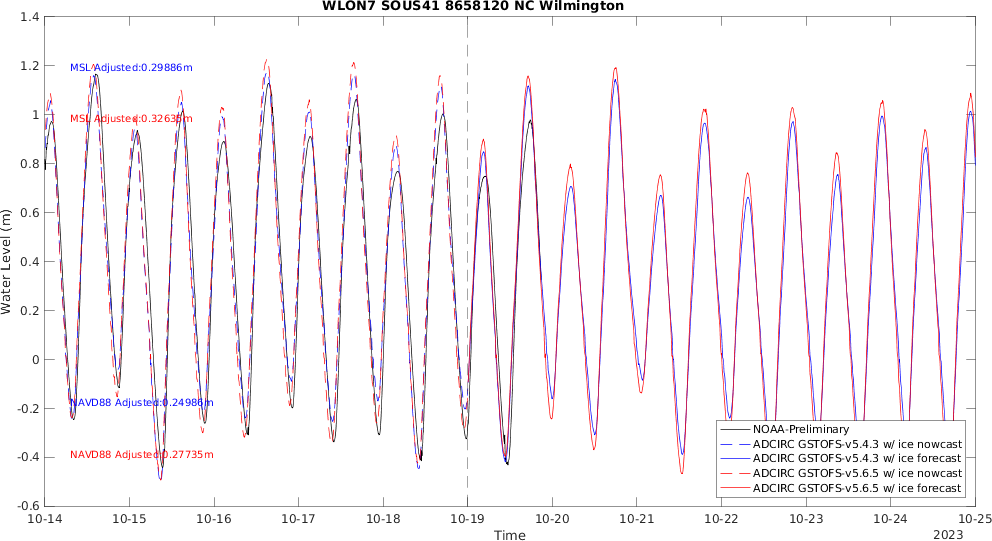 WLON7 SOUS41 8658120 NC Wilmington
1.4
1.2
1
0.8
0.6
0.4
0.2
0
-0.2
-0.4
-0.6
Water Level (m)
MSL Adjusted:0.29886m
MSL Adjusted:0.32635m
NAVD88 Adjusted:0.24986m
NAVD88 Adjusted:0.27735m
NOAA-Preliminary
ADCIRC GSTOFS-v5.4.3 w/ ice nowcast
ADCIRC GSTOFS-v5.4.3 w/ ice forecast
ADCIRC GSTOFS-v5.6.5 w/ ice nowcast
ADCIRC GSTOFS-v5.6.5 w/ ice forecast
10-14 10-15 10-16 10-17 10-18 10-19 10-20 10-21 10-22 10-23 10-24 10-25
Time
2023